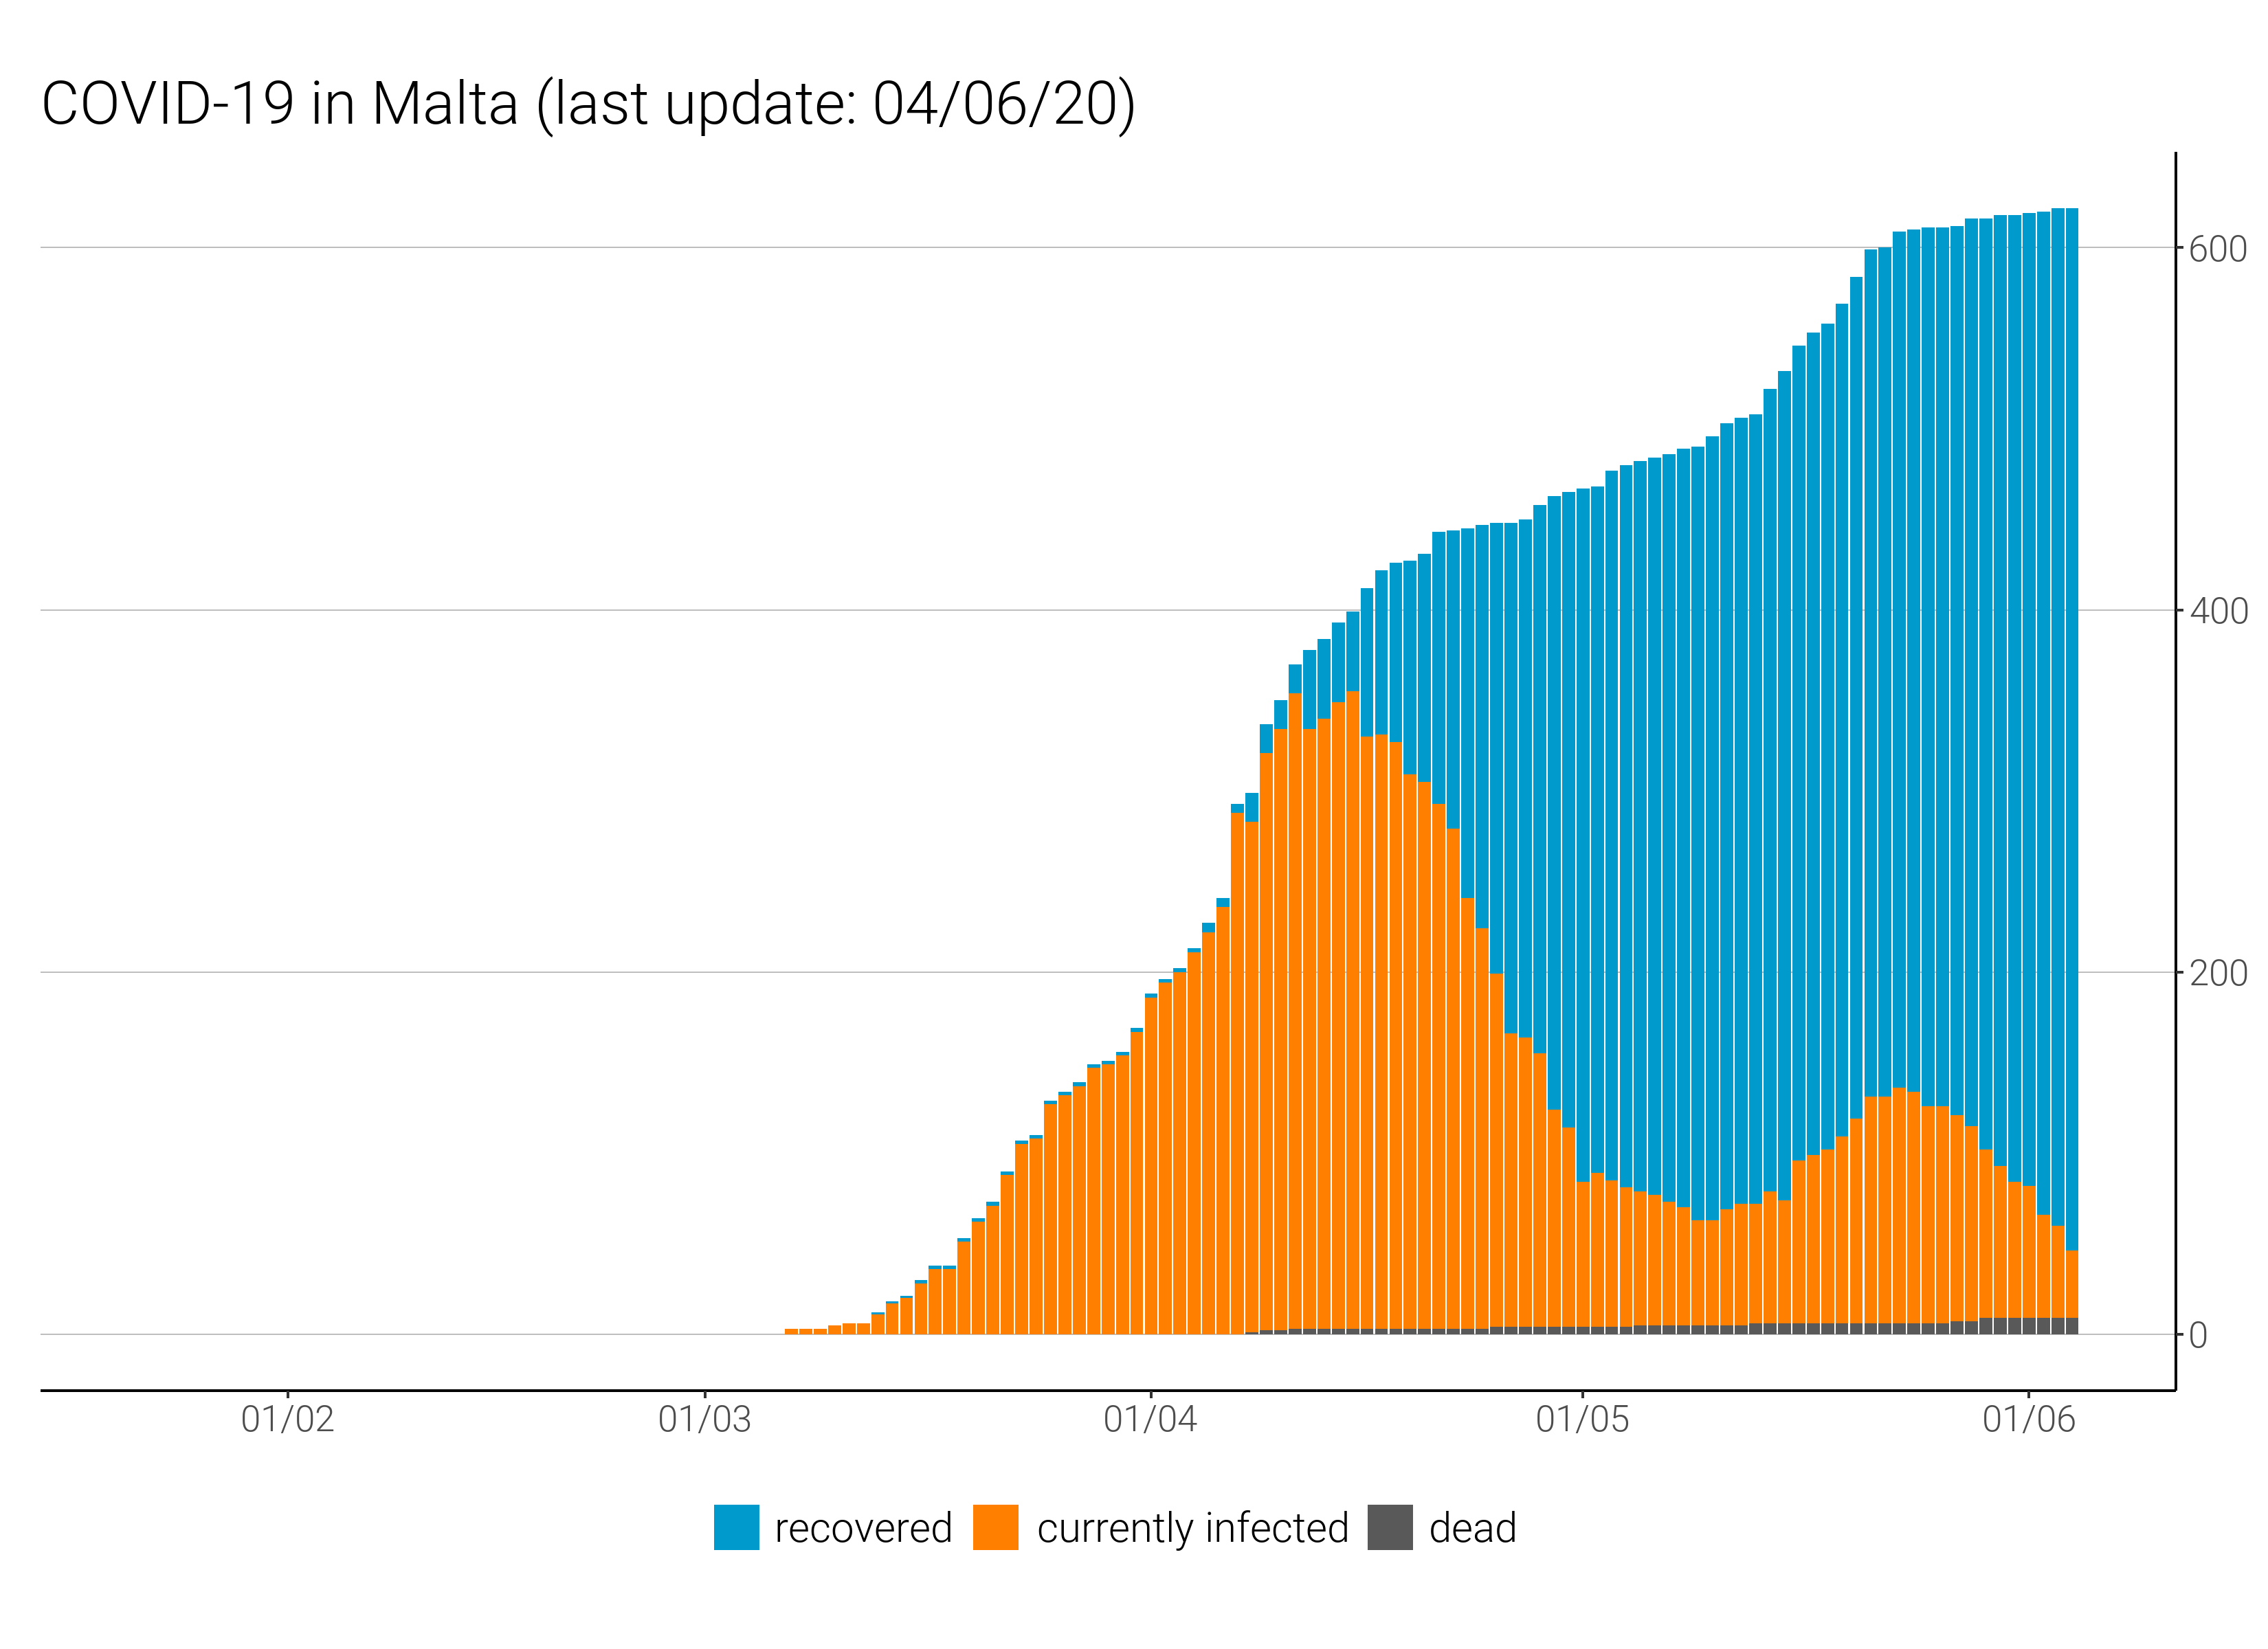 COVID-19 in Malta (last update: 04/06/20)
600
400
200
0
01/02 01/03 01/04 01/05 01/06
recovered currently infected dead